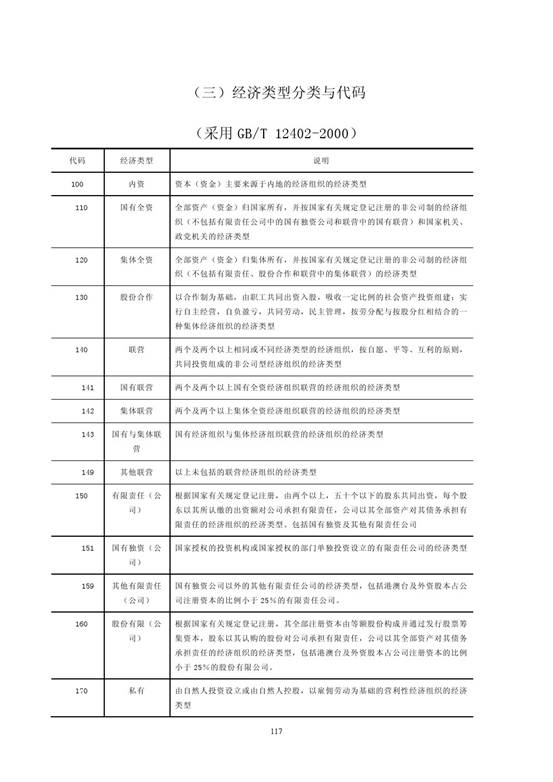 （三）经济类型分类与代码
（采用 GB/T 12402-2000）
代码 经济类型 说明
100 内资 资本（资金）主要来源于内地的经济组织的经济类型
110 国有全资 全部资产（资金）归国家所有，并按国家有关规定登记注册的非公司制的经济组
织（不包括有限责任公司中的国有独资公司和联营中的国有联营）和国家机关、
政党机关的经济类型
120 集体全资 全部资产（资金）归集体所有，并按国家有关规定登记注册的非公司制的经济组
织（不包括有限责任、股份合作和联营中的集体联营）的经济类型
130 股份合作 以合作制为基础，由职工共同出资入股，吸收一定比例的社会资产投资组建；实
行自主经营，自负盈亏，共同劳动，民主管理，按劳分配与按股分红相结合的一
种集体经济组织的经济类型
140 联营 两个及两个以上相同或不同经济类型的经济组织，按自愿、平等、互利的原则，
共同投资组成的非公司型经济组织的经济类型
141 国有联营 两个及两个以上国有全资经济组织联营的经济组织的经济类型
142 集体联营 两个及两个以上集体全资经济组织联营的经济组织的经济类型
143 国有与集体联 国有经济组织与集体经济组织联营的经济组织的经济类型
营
149 其他联营 以上未包括的联营经济组织的经济类型
150 有限责任（公 根据国家有关规定登记注册，由两个以上，五十个以下的股东共同出资，每个股
司） 东以其所认缴的出资额对公司承担有限责任，公司以其全部资产对其债务承担有
限责任的经济组织的经济类型。包括国有独资及其他有限责任公司
151 国有独资（公 国家授权的投资机构或国家授权的部门单独投资设立的有限责任公司的经济类型
司）
159 其他有限责任 国有独资公司以外的其他有限责任公司的经济类型，包括港澳台及外资股本占公
（公司） 司注册资本的比例小于 25%的有限责任公司。
160 股份有限（公 根据国家有关规定登记注册，其全部注册资本由等额股份构成并通过发行股票筹
司） 集资本，股东以其认购的股份对公司承担有限责任，公司以其全部资产对其债务
承担有限责任的经济组织的经济类型，包括港澳台及外资股本占公司注册资本的比例
小于 25%的股份有限公司。
170 私有 由自然人投资设立或由自然人控股，以雇佣劳动为基础的营利性经济组织的经济
类型
117